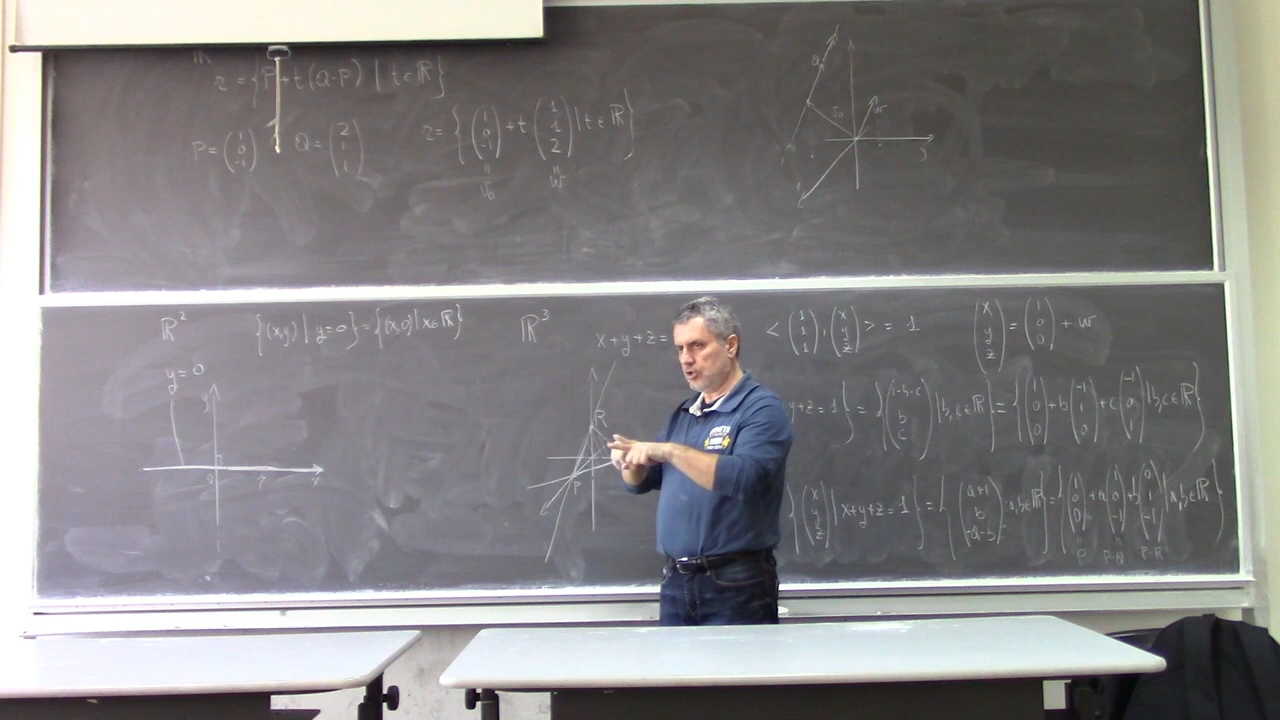 r = {P+t(Q-P) | t∈ℝ}
P = (1 0 -1) Q = (2 1 1)
r = { (1 0 -1) + t (1 1 2) | t∈ℝ }
ℝ²
{(x,y) | y=0} = {(x,0) | x∈ℝ}
y=0
ℝ³
x+y+z=
< (1 1 1), (x y z) > = 1
(x y z) = (1 0 0) + w
y+z=1 } = { (1-b-c b c) | b,c∈ℝ } = { (1 0 0) + b (-1 1 0) + c (-1 0 1) | b,c∈ℝ }
{ (x y z) | x+y+z=1 } = { (a+1 b -a-b) a,b∈ℝ } = { (1 0 0) + a (1 0 -1) + b (0 1 -1) | a,b∈ℝ }
R
P